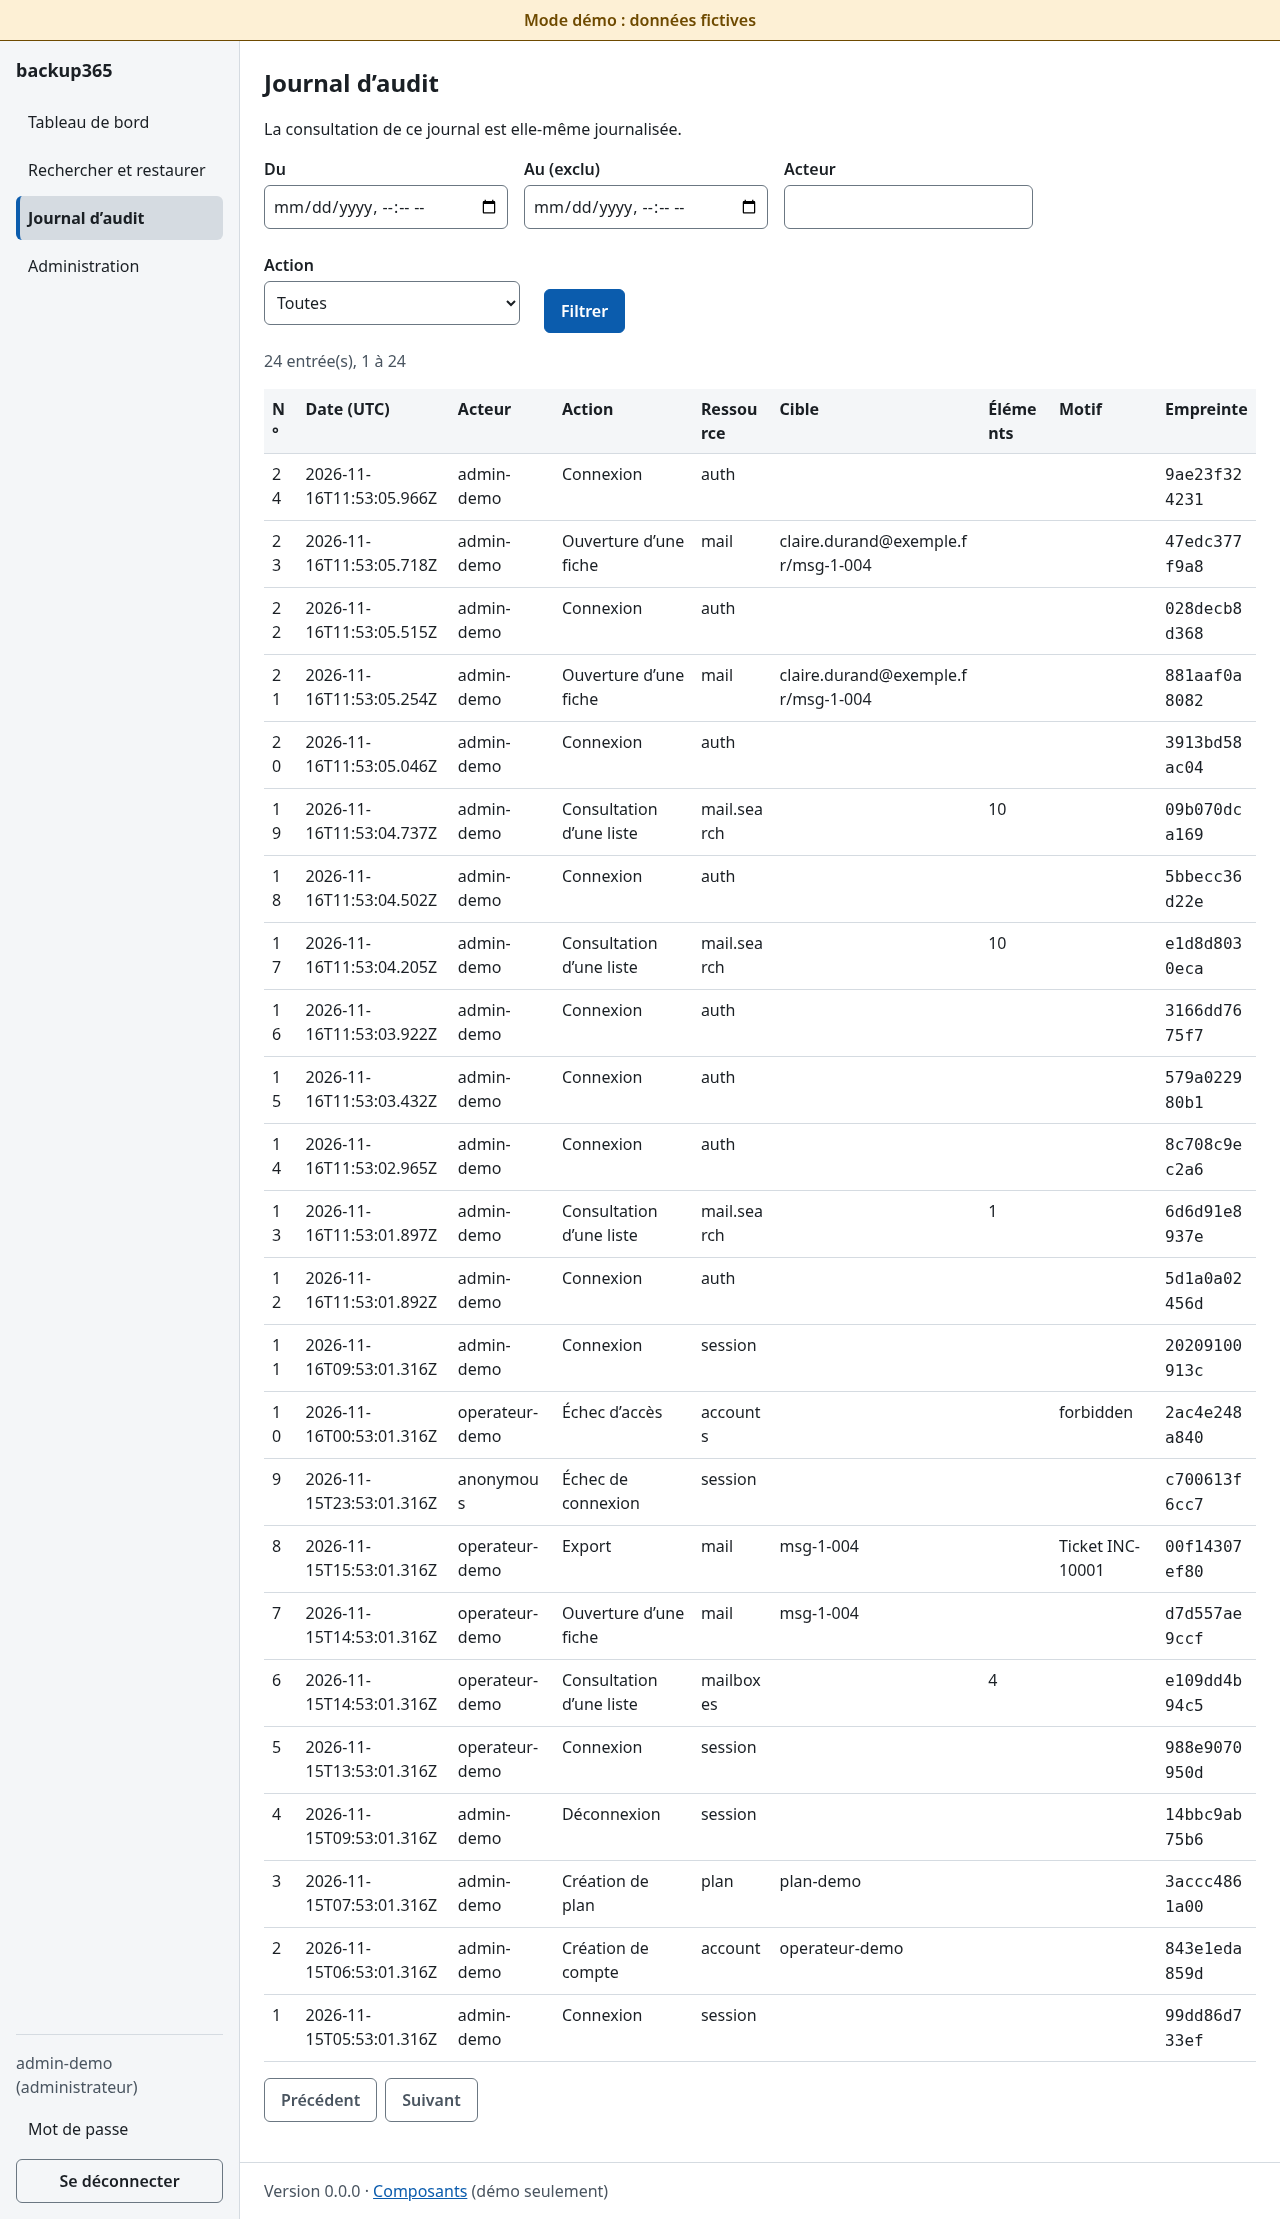 Mode démo : données fictives
backup365
Tableau de bord
Rechercher et restaurer
Journal d’audit
Administration
admin-demo
(administrateur)
Mot de passe
Se déconnecter
Journal d’audit
La consultation de ce journal est elle-même journalisée.
Du
Au (exclu)
Acteur
mm/dd/yyyy, --:-- --
mm/dd/yyyy, --:-- --
Action
Toutes
Filtrer
24 entrée(s), 1 à 24
N° Date (UTC) Acteur Action Ressource Cible Éléments Motif Empreinte
24 2026-11-16T11:53:05.966Z admin-demo Connexion auth 9ae23f324231
23 2026-11-16T11:53:05.718Z admin-demo Ouverture d’une fiche mail claire.durand@exemple.fr/msg-1-004 47edc377f9a8
22 2026-11-16T11:53:05.515Z admin-demo Connexion auth 028decb8d368
21 2026-11-16T11:53:05.254Z admin-demo Ouverture d’une fiche mail claire.durand@exemple.fr/msg-1-004 881aaf0a8082
20 2026-11-16T11:53:05.046Z admin-demo Connexion auth 3913bd58ac04
19 2026-11-16T11:53:04.737Z admin-demo Consultation d’une liste mail.search 10 09b070dca169
18 2026-11-16T11:53:04.502Z admin-demo Connexion auth 5bbecc36d22e
17 2026-11-16T11:53:04.205Z admin-demo Consultation d’une liste mail.search 10 e1d8d8030eca
16 2026-11-16T11:53:03.922Z admin-demo Connexion auth 3166dd7675f7
15 2026-11-16T11:53:03.432Z admin-demo Connexion auth 579a022980b1
14 2026-11-16T11:53:02.965Z admin-demo Connexion auth 8c708c9ec2a6
13 2026-11-16T11:53:01.897Z admin-demo Consultation d’une liste mail.search 1 6d6d91e8937e
12 2026-11-16T11:53:01.892Z admin-demo Connexion auth 5d1a0a02456d
11 2026-11-16T09:53:01.316Z admin-demo Connexion session 20209100913c
10 2026-11-16T00:53:01.316Z operateur-demo Échec d’accès accounts forbidden 2ac4e248a840
9 2026-11-15T23:53:01.316Z anonymous Échec de connexion session c700613f6cc7
8 2026-11-15T15:53:01.316Z operateur-demo Export mail msg-1-004 Ticket INC-10001 00f14307ef80
7 2026-11-15T14:53:01.316Z operateur-demo Ouverture d’une fiche mail msg-1-004 d7d557ae9ccf
6 2026-11-15T14:53:01.316Z operateur-demo Consultation d’une liste mailboxes 4 e109dd4b94c5
5 2026-11-15T13:53:01.316Z operateur-demo Connexion session 988e9070950d
4 2026-11-15T09:53:01.316Z admin-demo Déconnexion session 14bbc9ab75b6
3 2026-11-15T07:53:01.316Z admin-demo Création de plan plan plan-demo 3accc4861a00
2 2026-11-15T06:53:01.316Z admin-demo Création de compte account operateur-demo 843e1eda859d
1 2026-11-15T05:53:01.316Z admin-demo Connexion session 99dd86d733ef
Précédent
Suivant
Version 0.0.0 · Composants (démo seulement)